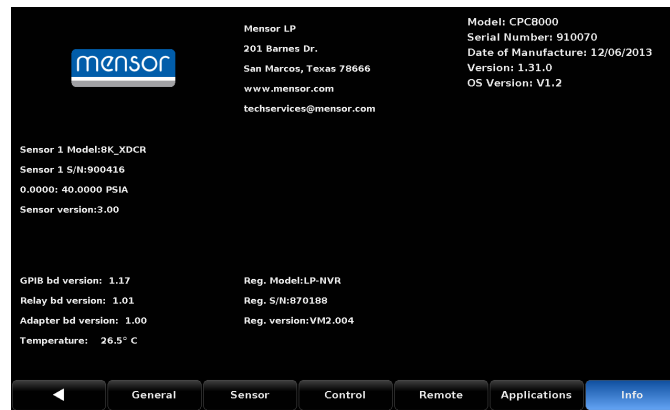 mensor
Mensor LP
201 Barnes Dr.
San Marcos, Texas 78666
www.mensor.com
techservices@mensor.com
Model: CPC8000
Serial Number: 910070
Date of Manufacture: 12/06/2013
Version: 1.31.0
OS Version: V1.2
Sensor 1 Model:8K_XDCR
Sensor 1 S/N:900416
0.0000: 40.0000 PSIA
Sensor version:3.00
GPIB bd version: 1.17
Relay bd version: 1.01
Adapter bd version: 1.00
Temperature: 26.5° C
Reg. Model:LP-NVR
Reg. S/N:870188
Reg. version:VM2.004
General Sensor Control Remote Applications Info